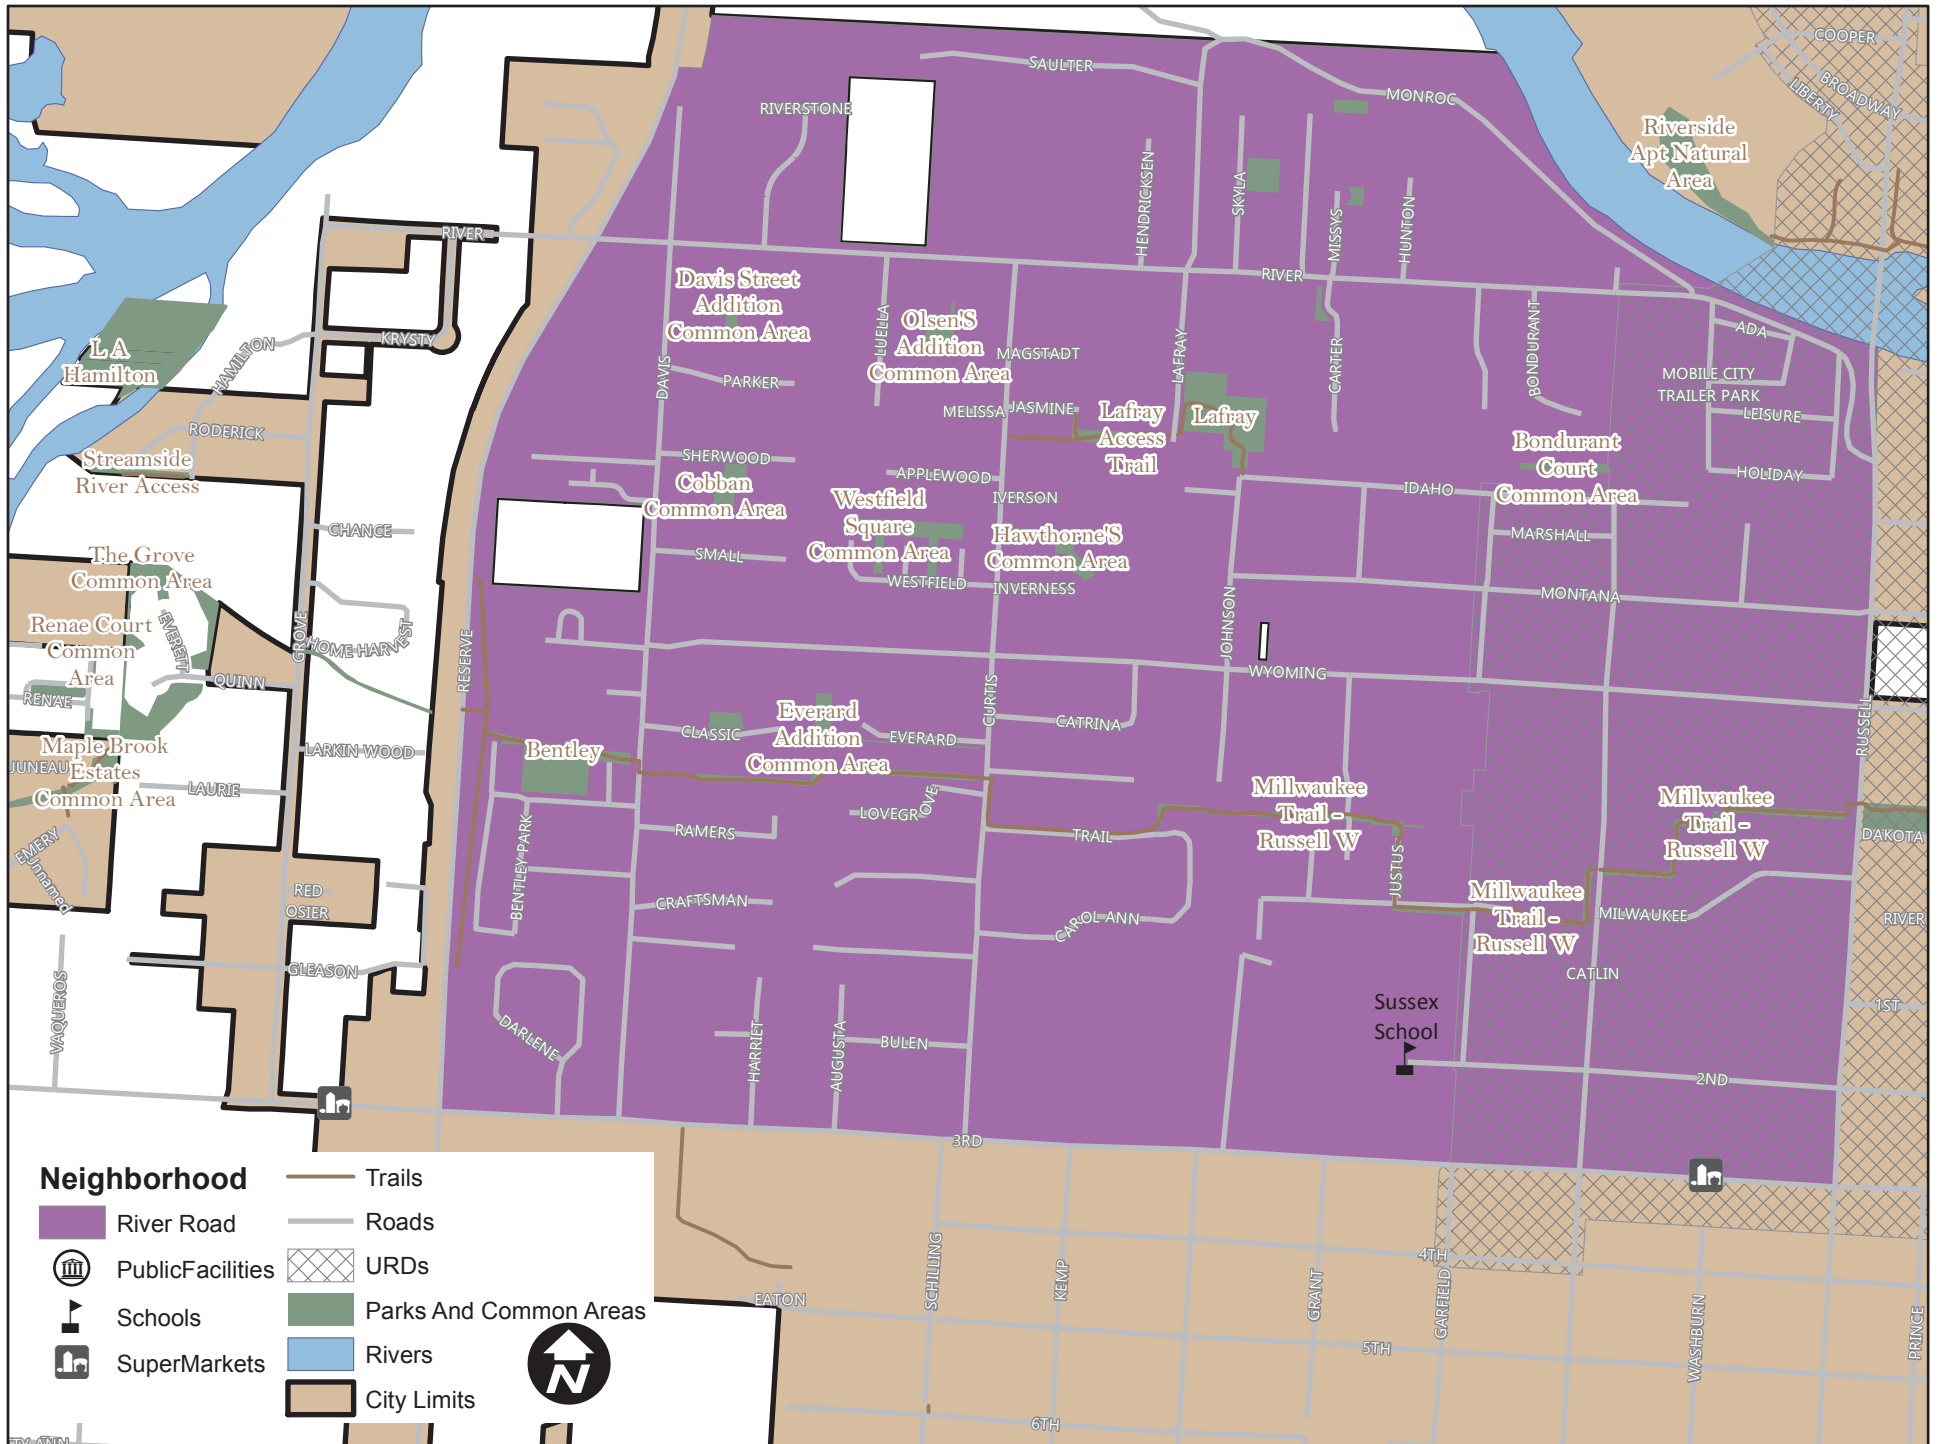 COOPER
BROADWAY
LIBERTY
SAULTER
MONROC
RIVERSTONE
Riverside
Apt Natural
Area
HENDRICKSEN
SKYLA
MISSYS
HUNTON
RIVER
RIVER
Davis Street
Addition
Common Area
LUELLA
Olsen'S
Addition
Common Area
MAGSTADT
LAFRAY
CARTER
BONDURANT
ADA
KRYSTY
HAMILTON
L A
Hamilton
DAVIS
PARKER
MOBILE CITY
TRAILER PARK
LEISURE
MELISSA
JASMINE
Lafray
Access
Trail
Lafray
RODERICK
Streamside
River Access
SHERWOOD
Cobban
Common Area
APPLEWOOD
IVERSON
Bondurant
Court
Common Area
HOLIDAY
IDAHO
Westfield
Square
Common Area
Hawthorne'S
Common Area
CHANCE
MARSHALL
The Grove
Common Area
SMALL
WESTFIELD
INVERNESS
MONTANA
Renae Court
Common
Area
EVERETT
GROVE
HOME HARVEST
RESERVE
JOHNSON
QUINN
RENAE
WYOMING
CURTIS
CATRINA
RUSSELL
CLASSIC
Everard
Addition
Common Area
EVERARD
Bentley
Maple Brook
Estates
Common Area
JUNEAU
LARKIN WOOD
LAURIE
LOVEGROVE
Millwaukee
Trail -
Russell W
Millwaukee
Trail -
Russell W
DAKOTA
RAMERS
TRAIL
EMERY
Unnamed
BENTLEY PARK
JUSTUS
RED
OSIER
CRAFTSMAN
CAROL ANN
Millwaukee
Trail -
Russell W
MILWAUKEE
RIVER
GLEASON
CATLIN
VAQUEROS
DARLENE
HARRIET
AUGUSTA
BULEN
Sussex
School
1ST
2ND
3RD
SCHILLING
KEMP
GRANT
GARFIELD
WASHBURN
PRINCE
4TH
EATON
5TH
6TH
Neighborhood
River Road
PublicFacilities
Schools
SuperMarkets
Trails
Roads
URDs
Parks And Common Areas
Rivers
City Limits
N